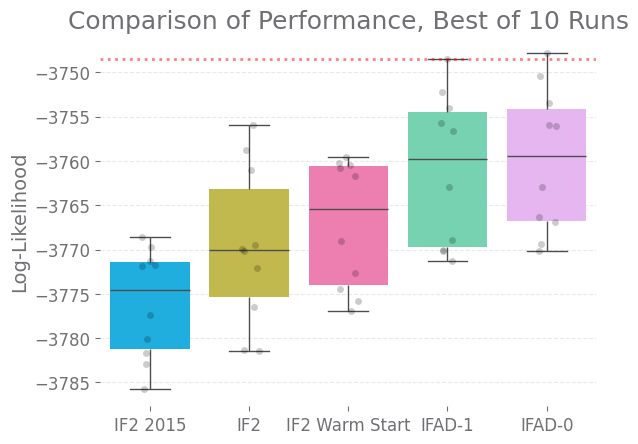 Comparison of Performance, Best of 10 Runs
Log-Likelihood
−3750
−3755
−3760
−3765
−3770
−3775
−3780
−3785
IF2 2015
IF2
IF2 Warm Start
IFAD-1
IFAD-0